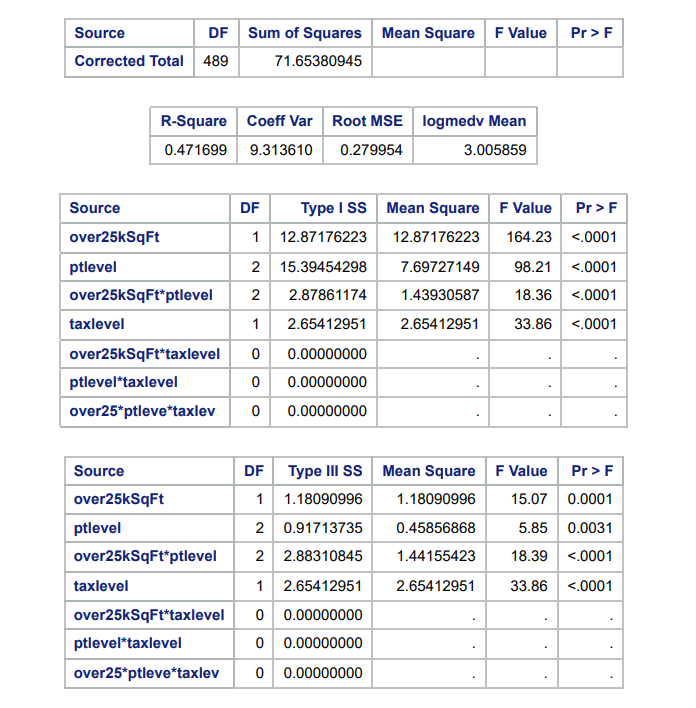 Source DF Sum of Squares Mean Square F Value Pr > F
Corrected Total 489 71.65380945
R-Square Coeff Var Root MSE logmedv Mean
0.471699 9.313610 0.279954 3.005859
Source DF Type I SS Mean Square F Value Pr > F
over25kSqFt 1 12.87176223 12.87176223 164.23 <.0001
ptlevel 2 15.39454298 7.69727149 98.21 <.0001
over25kSqFt*ptlevel 2 2.87861174 1.43930587 18.36 <.0001
taxlevel 1 2.65412951 2.65412951 33.86 <.0001
over25kSqFt*taxlevel 0 0.00000000 . . .
ptlevel*taxlevel 0 0.00000000 . . .
over25*ptleve*taxlev 0 0.00000000 . . .
Source DF Type III SS Mean Square F Value Pr > F
over25kSqFt 1 1.18090996 1.18090996 15.07 0.0001
ptlevel 2 0.91713735 0.45856868 5.85 0.0031
over25kSqFt*ptlevel 2 2.88310845 1.44155423 18.39 <.0001
taxlevel 1 2.65412951 2.65412951 33.86 <.0001
over25kSqFt*taxlevel 0 0.00000000 . . .
ptlevel*taxlevel 0 0.00000000 . . .
over25*ptleve*taxlev 0 0.00000000 . . .